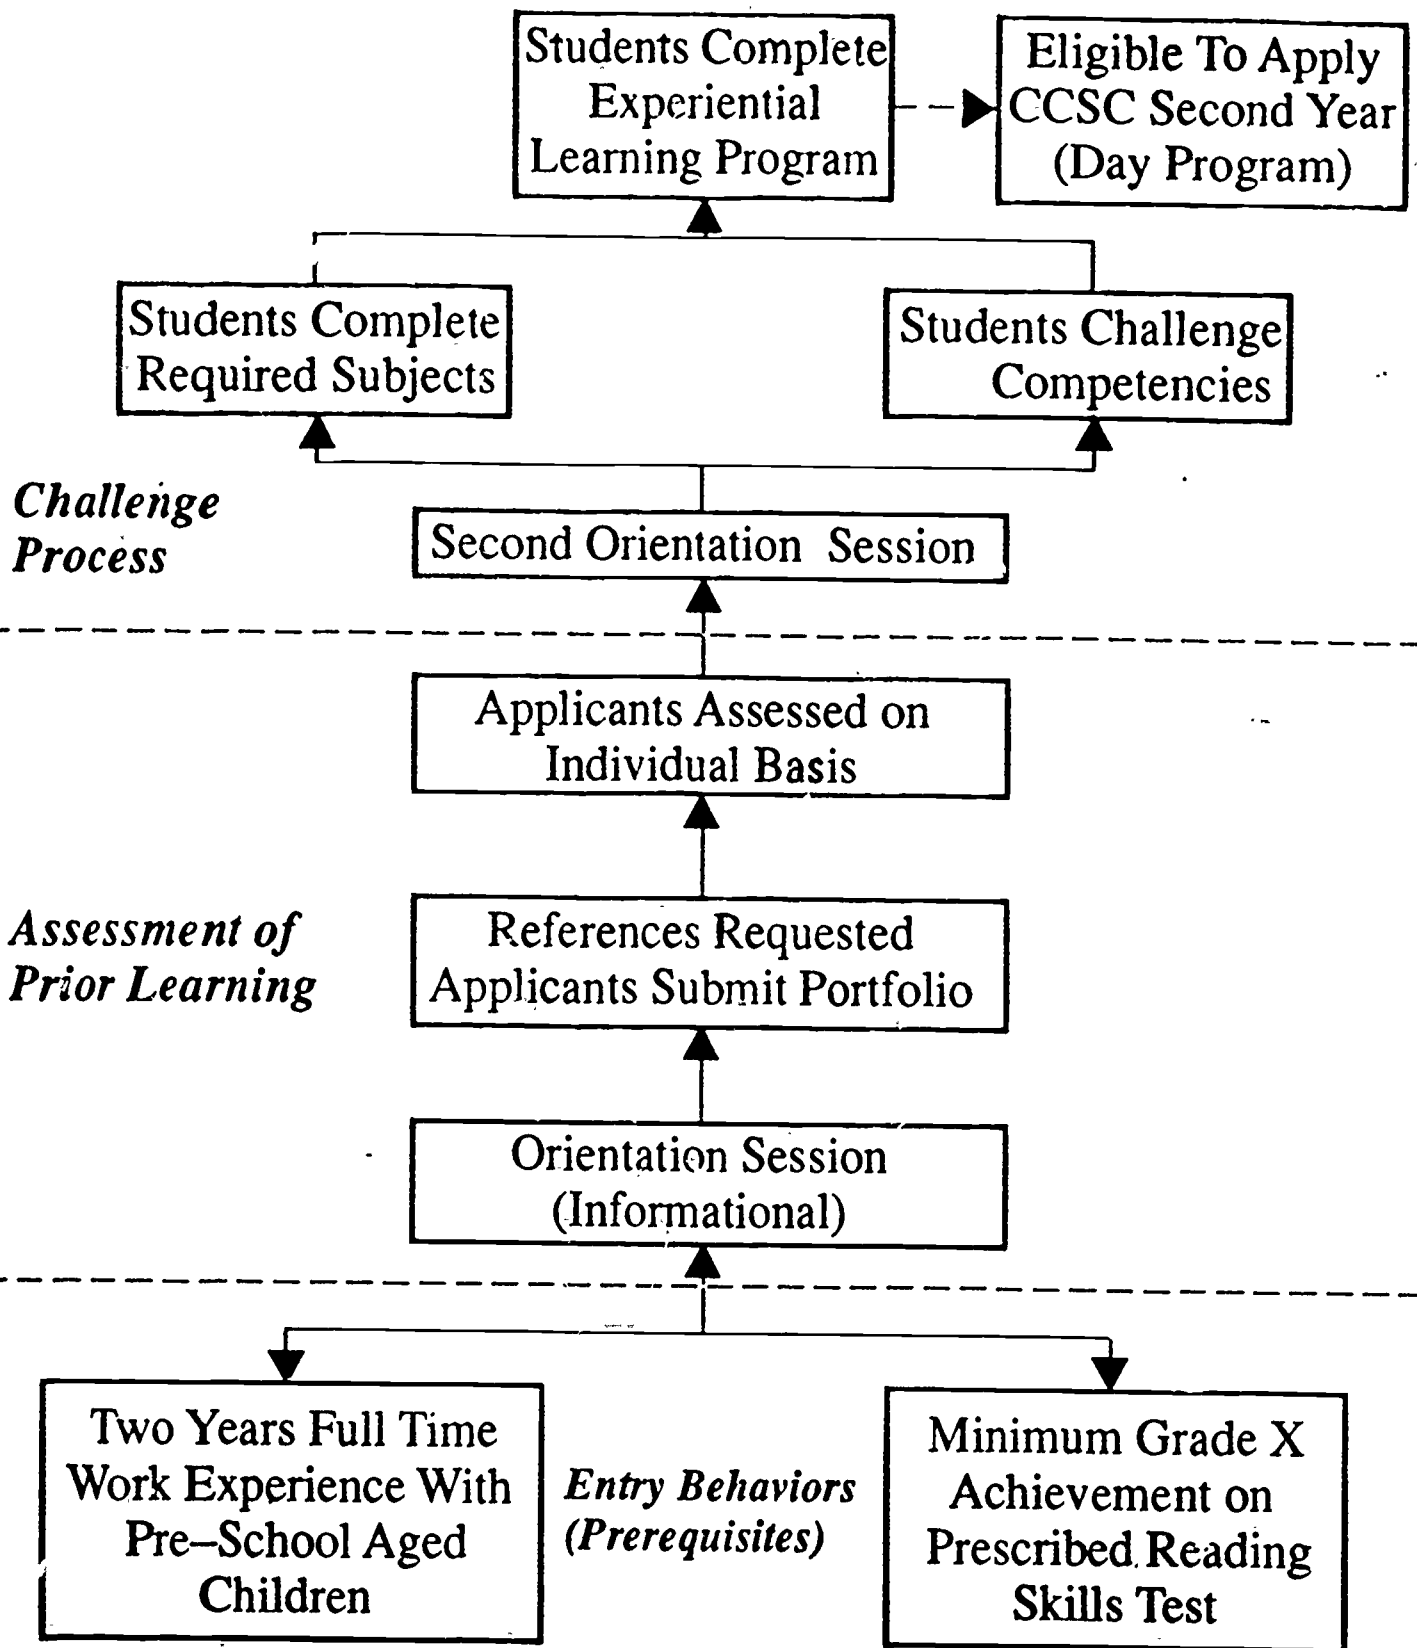 Students Complete
Experiential
Learning Program
Eligible To Apply
CCSC Second Year
(Day Program)
Students Complete
Required Subjects
Students Challenge
Competencies
Challenge
Process
Second Orientation Session
Applicants Assessed on
Individual Basis
Assessment of
Prior Learning
References Requested
Applicants Submit Portfolio
Orientation Session
(Informational)
Two Years Full Time
Work Experience With
Pre–School Aged
Children
Entry Behaviors
(Prerequisites)
Minimum Grade X
Achievement on
Prescribed Reading
Skills Test